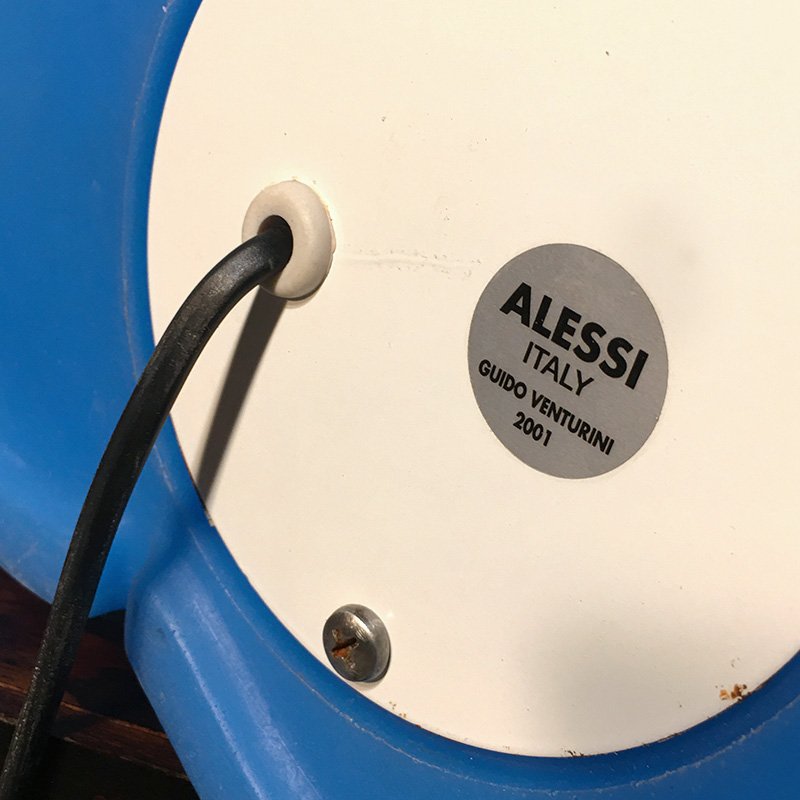 ALESSI
ITALY
GUIDO VENTURINI
2001